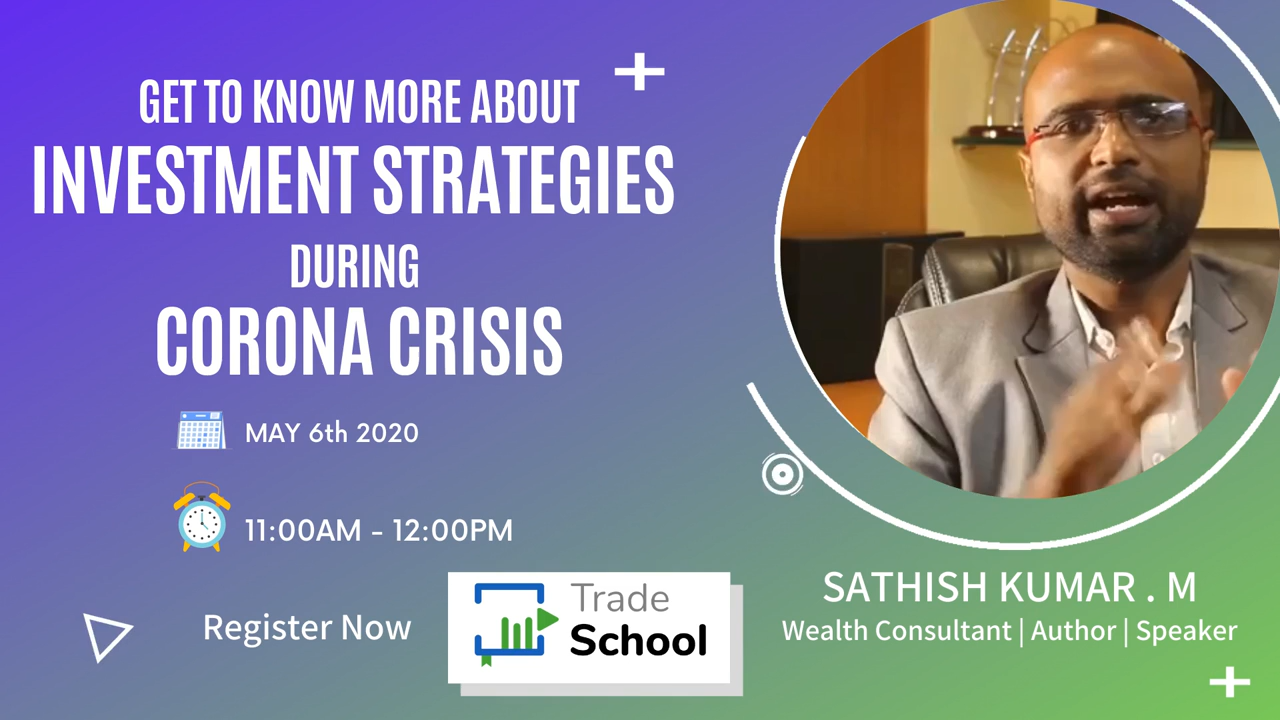 GET TO KNOW MORE ABOUT
INVESTMENT STRATEGIES
DURING
CORONA CRISIS
MAY 6th 2020
11:00AM - 12:00PM
Register Now
Trade
School
SATHISH KUMAR . M
Wealth Consultant | Author | Speaker